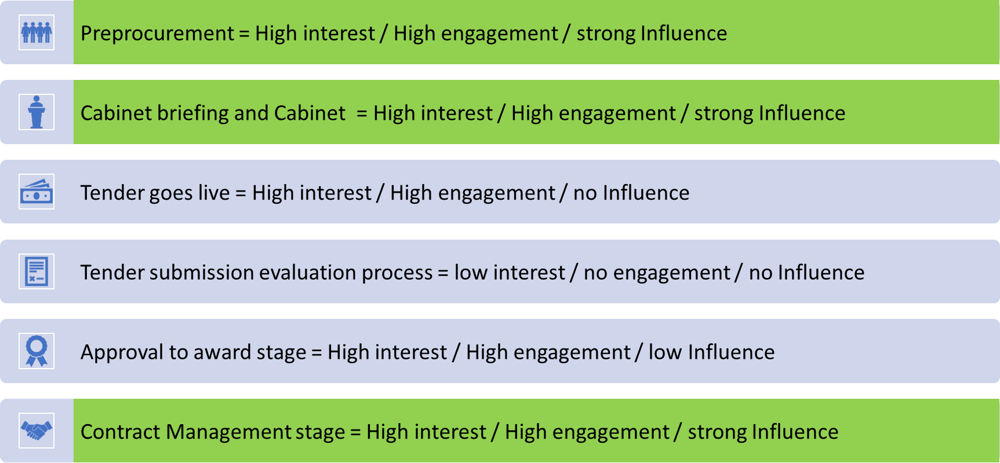 Preprocurement = High interest / High engagement / strong Influence
Cabinet briefing and Cabinet  = High interest / High engagement / strong Influence
Tender goes live = High interest / High engagement / no Influence
Tender submission evaluation process = low interest / no engagement / no Influence
Approval to award stage = High interest / High engagement / low Influence
Contract Management stage = High interest / High engagement / strong Influence